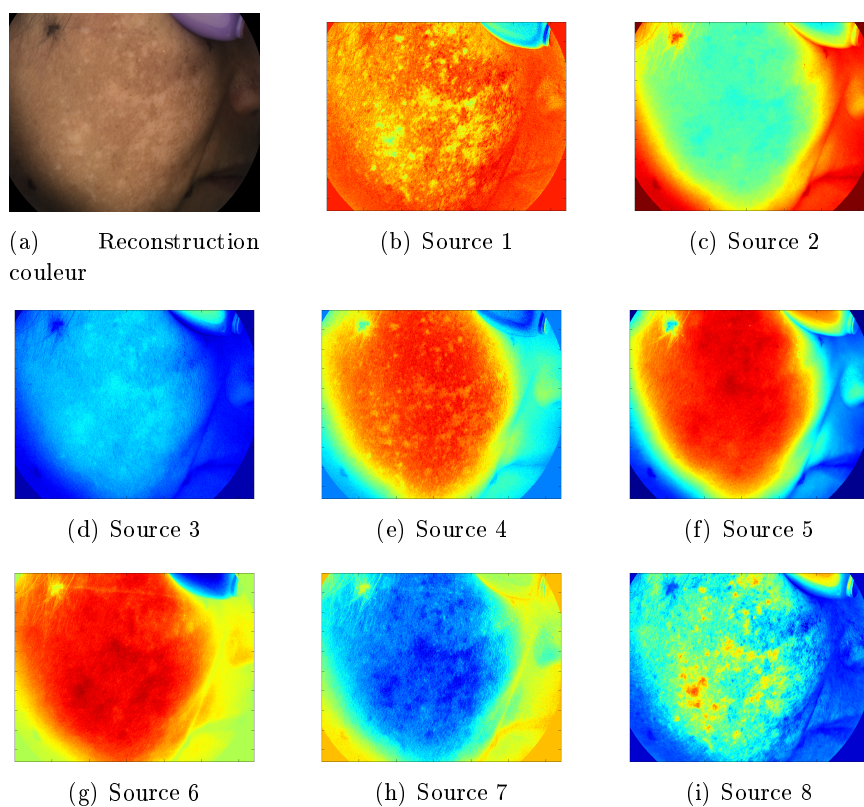 (a) Reconstruction
couleur
(b) Source 1
(c) Source 2
(d) Source 3
(e) Source 4
(f) Source 5
(g) Source 6
(h) Source 7
(i) Source 8